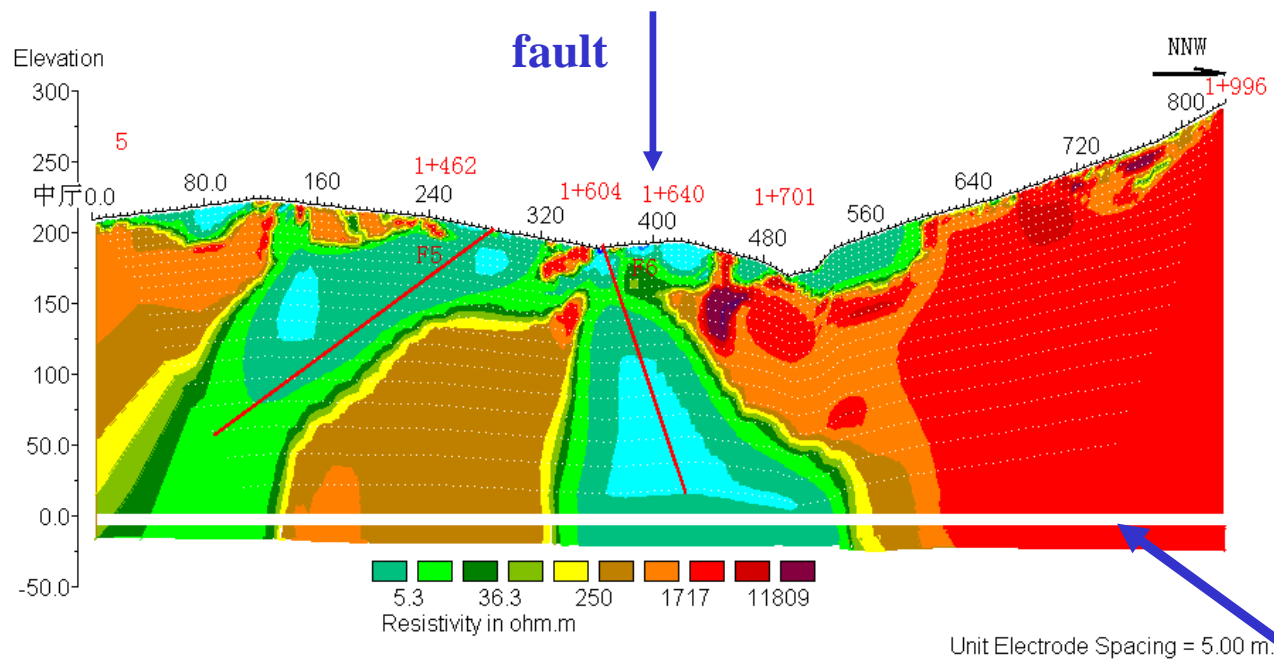 fault
Elevation
NNW
300
1+996
800
5
250
720
1+462
中厅
0.0
80.0
160
240
1+604
1+640
1+701
640
320
400
560
200
480
F5
F6
150
100
50.0
0.0
-50.0
5.3 36.3 250 1717 11809
Resistivity in ohm.m
Unit Electrode Spacing = 5.00 m.